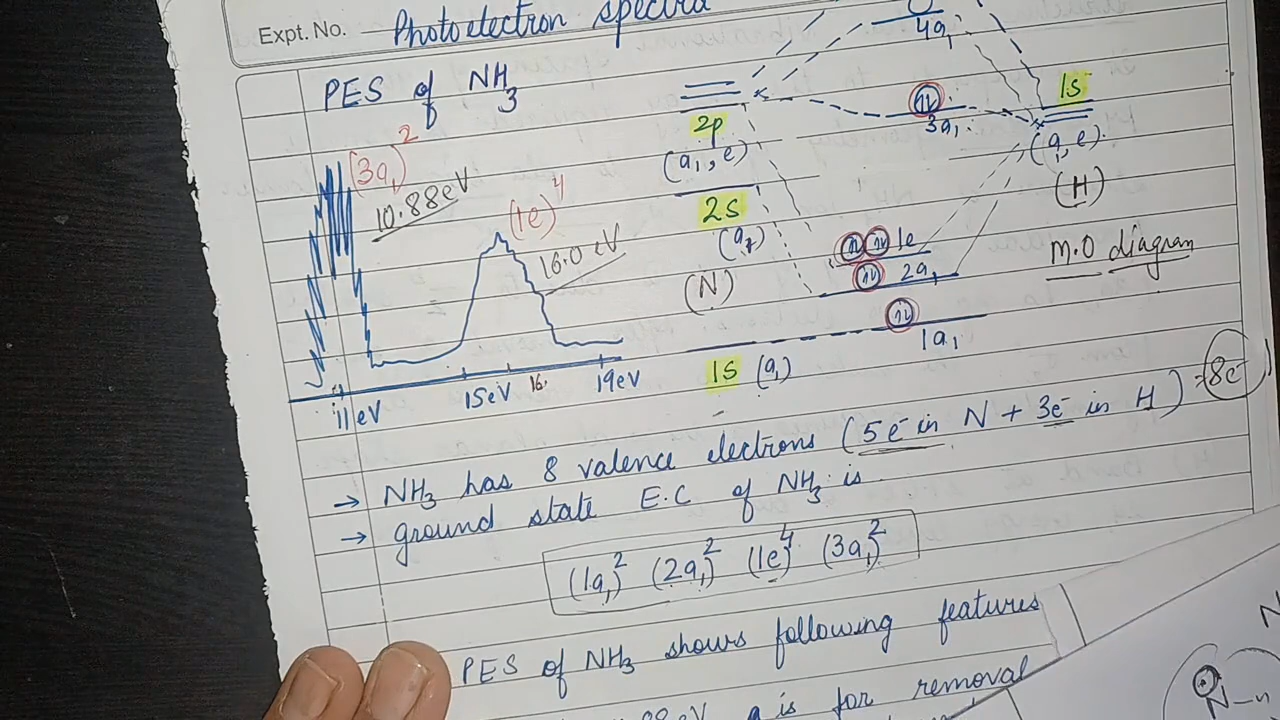 Expt. No. Photoelectron spectra
PES of NH3
(3a1)2
10.88eV
(1e)4
16.0 eV
11eV
15eV
16.
19eV
4a1
2p
(a1, e)
3a1
1s
(a1, e)
(H)
2s
(N)
1e
2a1
M.O diagram
1a1
1s (a1)
→ NH3 has 8 valence electrons (5e- in N + 3e- in H) = 8e-
→ ground state E.C of NH3 is
(1a1)2 (2a1)2 (1e)4 (3a1)2
PES of NH3 shows following features
is for removal
N
N